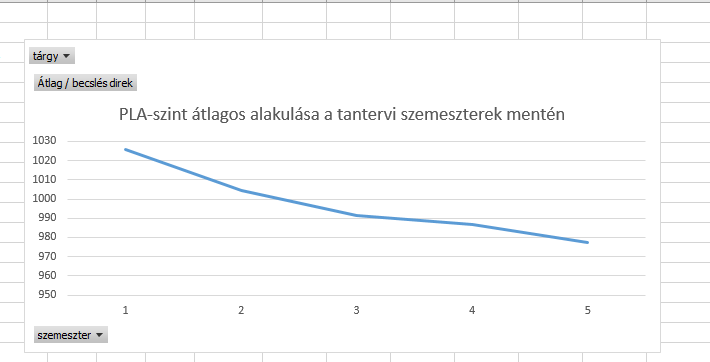 tárgy
Átlag / becslés direk
PLA-szint átlagos alakulása a tantervi szemeszterek mentén
1030
1020
1010
1000
990
980
970
960
950
1 2 3 4 5
szemeszter